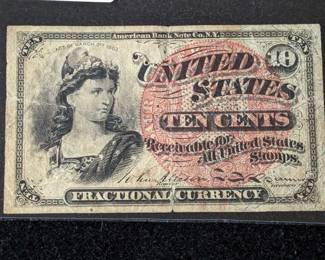 American Bank Note Co. N.Y.
ACT OF MARCH 3RD 1863.
TEN
10
UNITED
STATES
TEN CENTS
Receivable for
All United States
Stamps.
FRACTIONAL CURRENCY